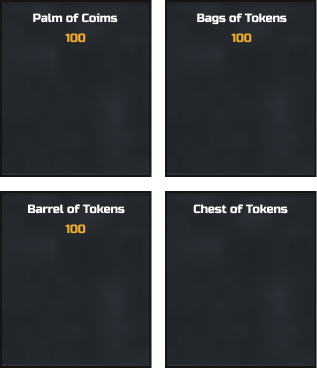 Palm of Coims
100
Bags of Tokens
100
Barrel of Tokens
100
Chest of Tokens